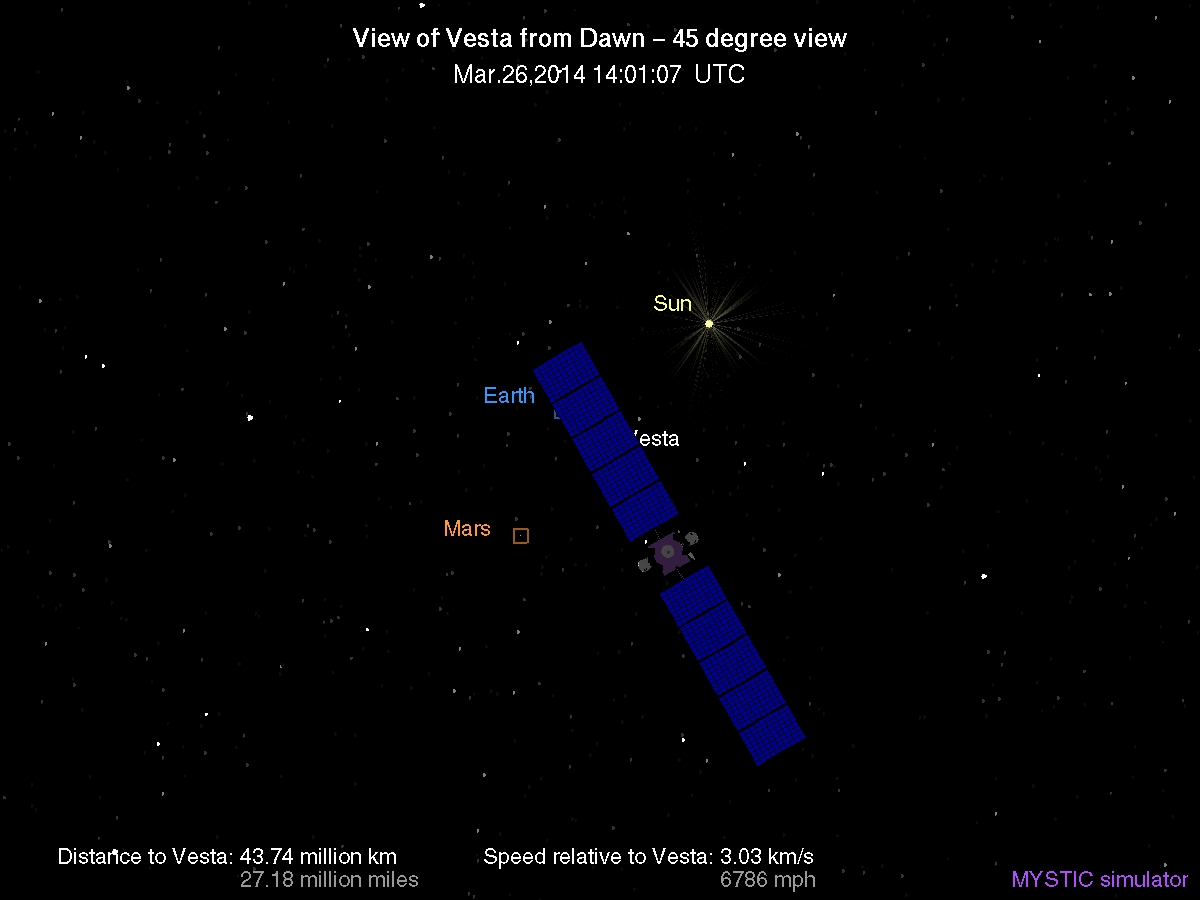 View of Vesta from Dawn – 45 degree view
Mar.26,2014 14:01:07 UTC
Sun
Earth
Vesta
Mars
Distance to Vesta: 43.74 million km
27.18 million miles
Speed relative to Vesta: 3.03 km/s
6786 mph
MYSTIC simulator